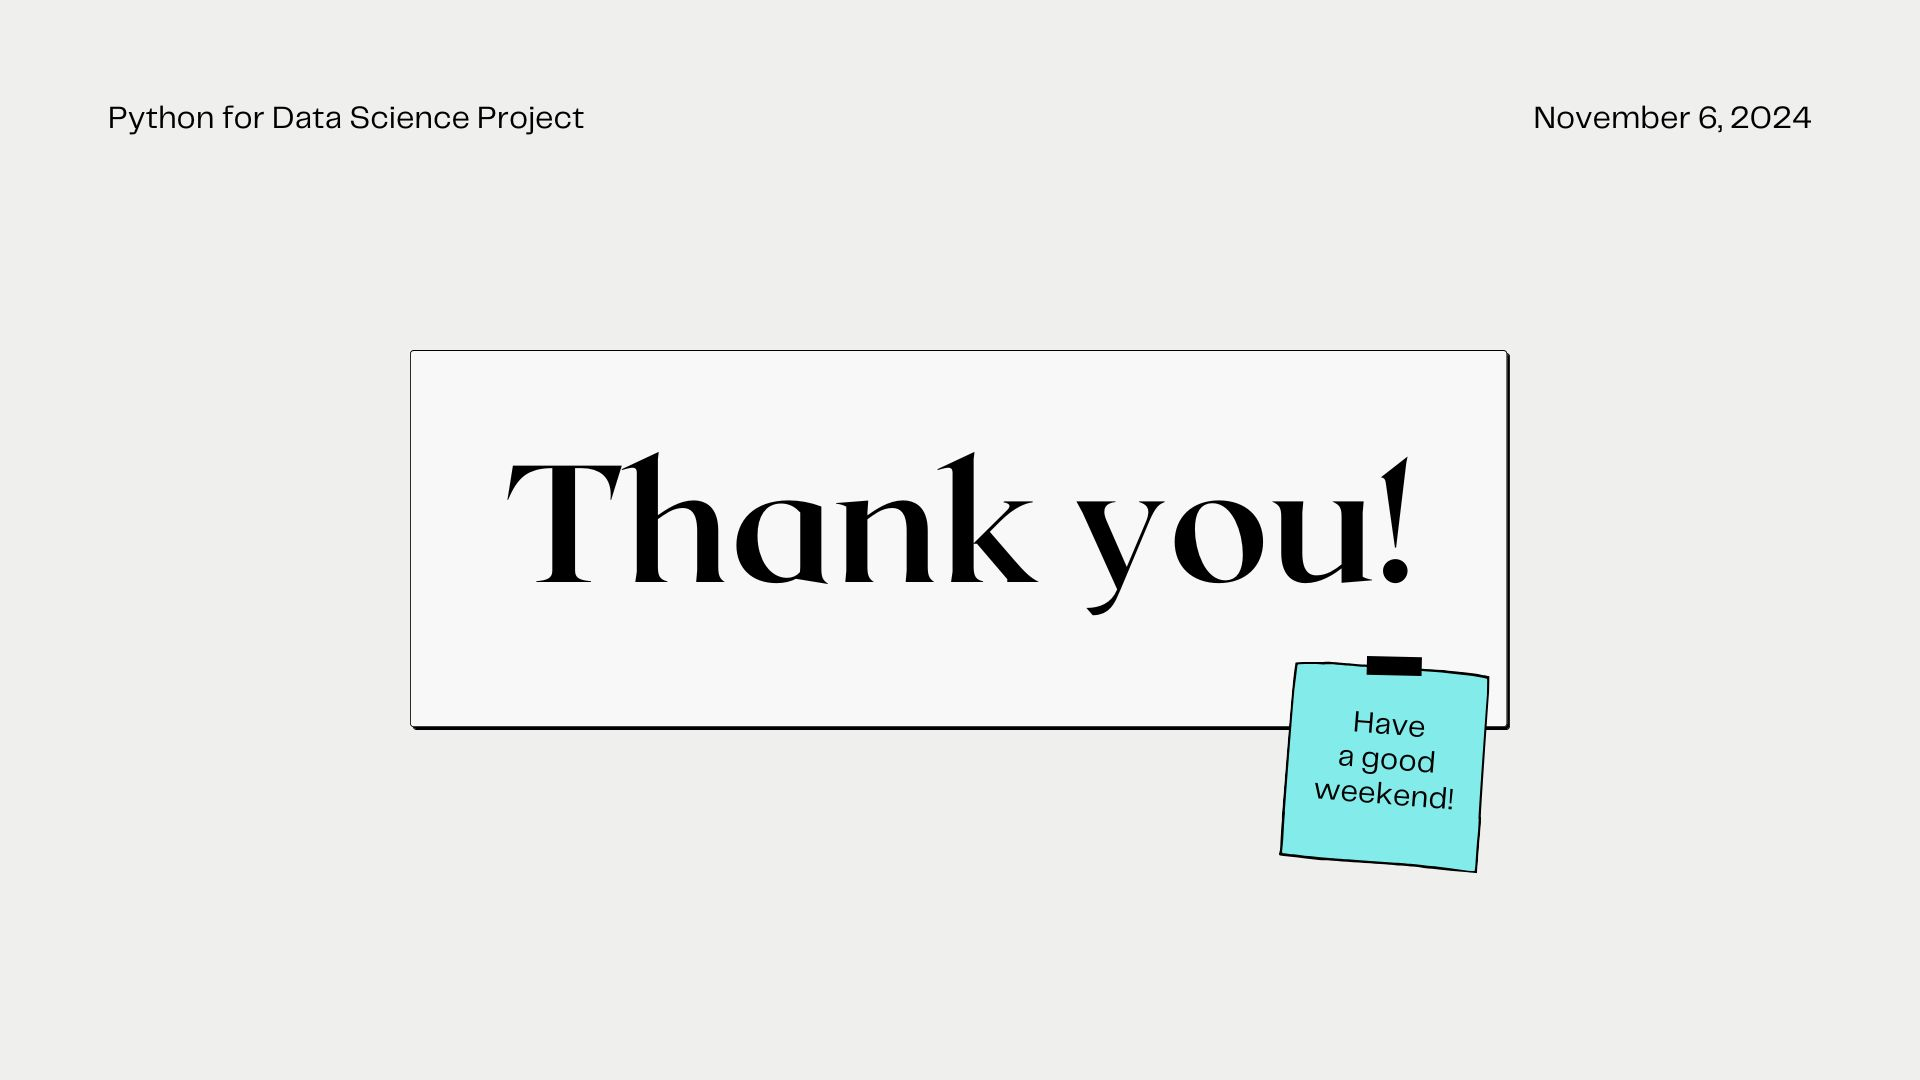 Python for Data Science Project
November 6, 2024
Thank you!
Have
a good
weekend!